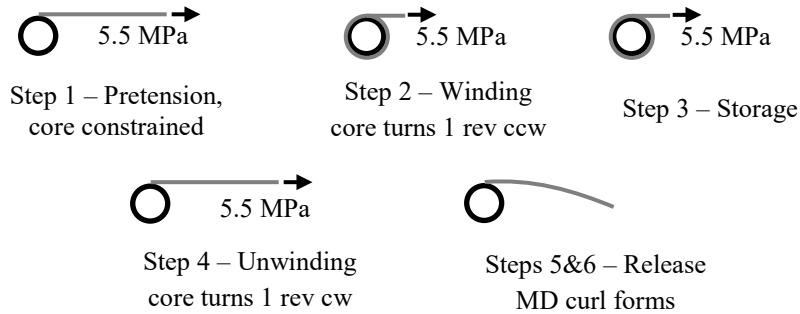 5.5 MPa
Step 1 – Pretension,
core constrained
5.5 MPa
Step 2 – Winding
core turns 1 rev ccw
5.5 MPa
Step 3 – Storage
5.5 MPa
Step 4 – Unwinding
core turns 1 rev cw
Steps 5&6 – Release
MD curl forms